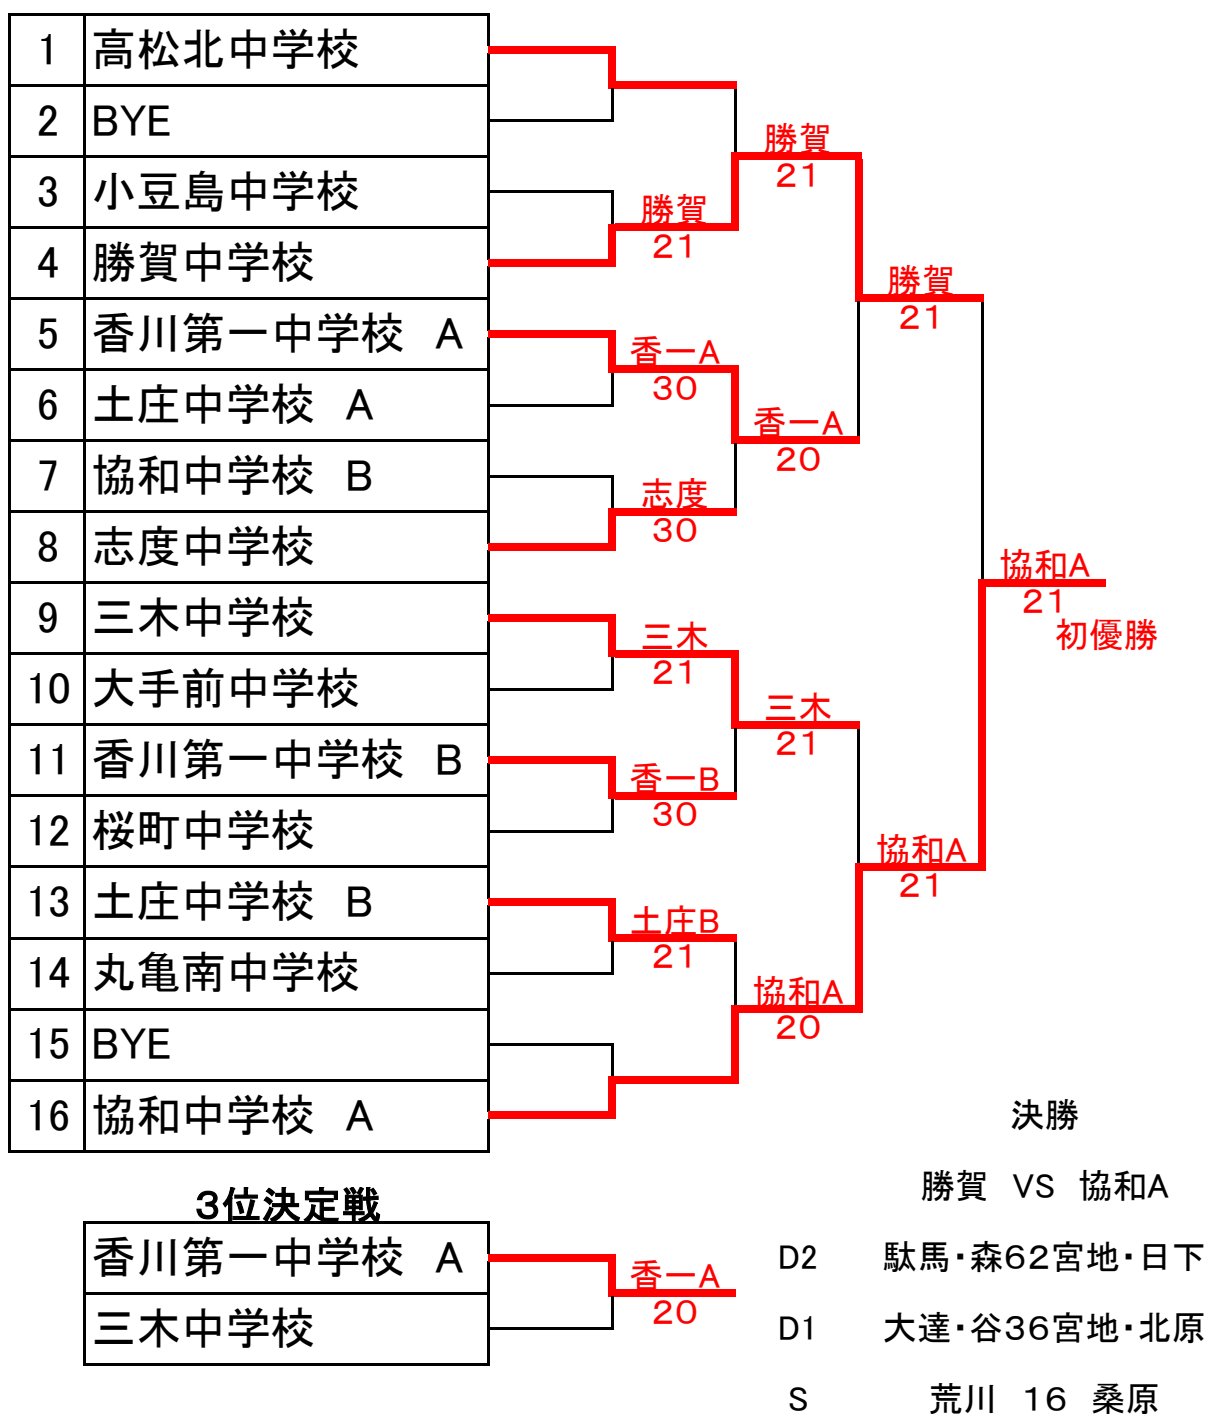 1 高松北中学校
2 BYE
3 小豆島中学校
4 勝賀中学校
5 香川第一中学校 A
6 土庄中学校 A
7 協和中学校 B
8 志度中学校
9 三木中学校
10 大手前中学校
11 香川第一中学校 B
12 桜町中学校
13 土庄中学校 B
14 丸亀南中学校
15 BYE
16 協和中学校 A
勝賀
21
香一A
30
志度
30
三木
21
香一B
30
土庄B
21
勝賀
21
香一A
20
三木
21
協和A
20
勝賀
21
協和A
21
協和A
21
初優勝
3位決定戦
香川第一中学校 A
三木中学校
香一A
20
決勝
勝賀 VS 協和A
D2 駄馬・森62宮地・日下
D1 大達・谷36宮地・北原
S 荒川 16 桑原